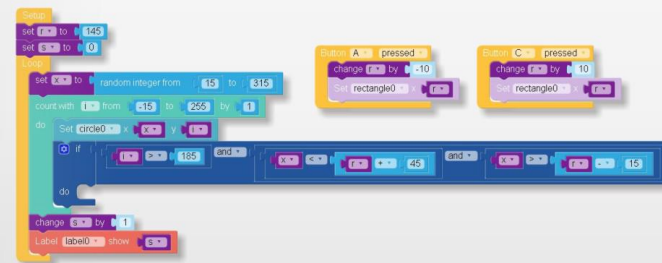 Setup
set r to 145
set s to 0
Loop
set x to random integer from 15 to 315
count with i from -15 to 255 by 1
do Set circle0 x x y i
if i > 185 and x < r + 45 and x > r - 15
do
change s by 1
Label label0 show s
Button A pressed
change r by -10
Set rectangle0 x r
Button C pressed
change r by 10
Set rectangle0 x r